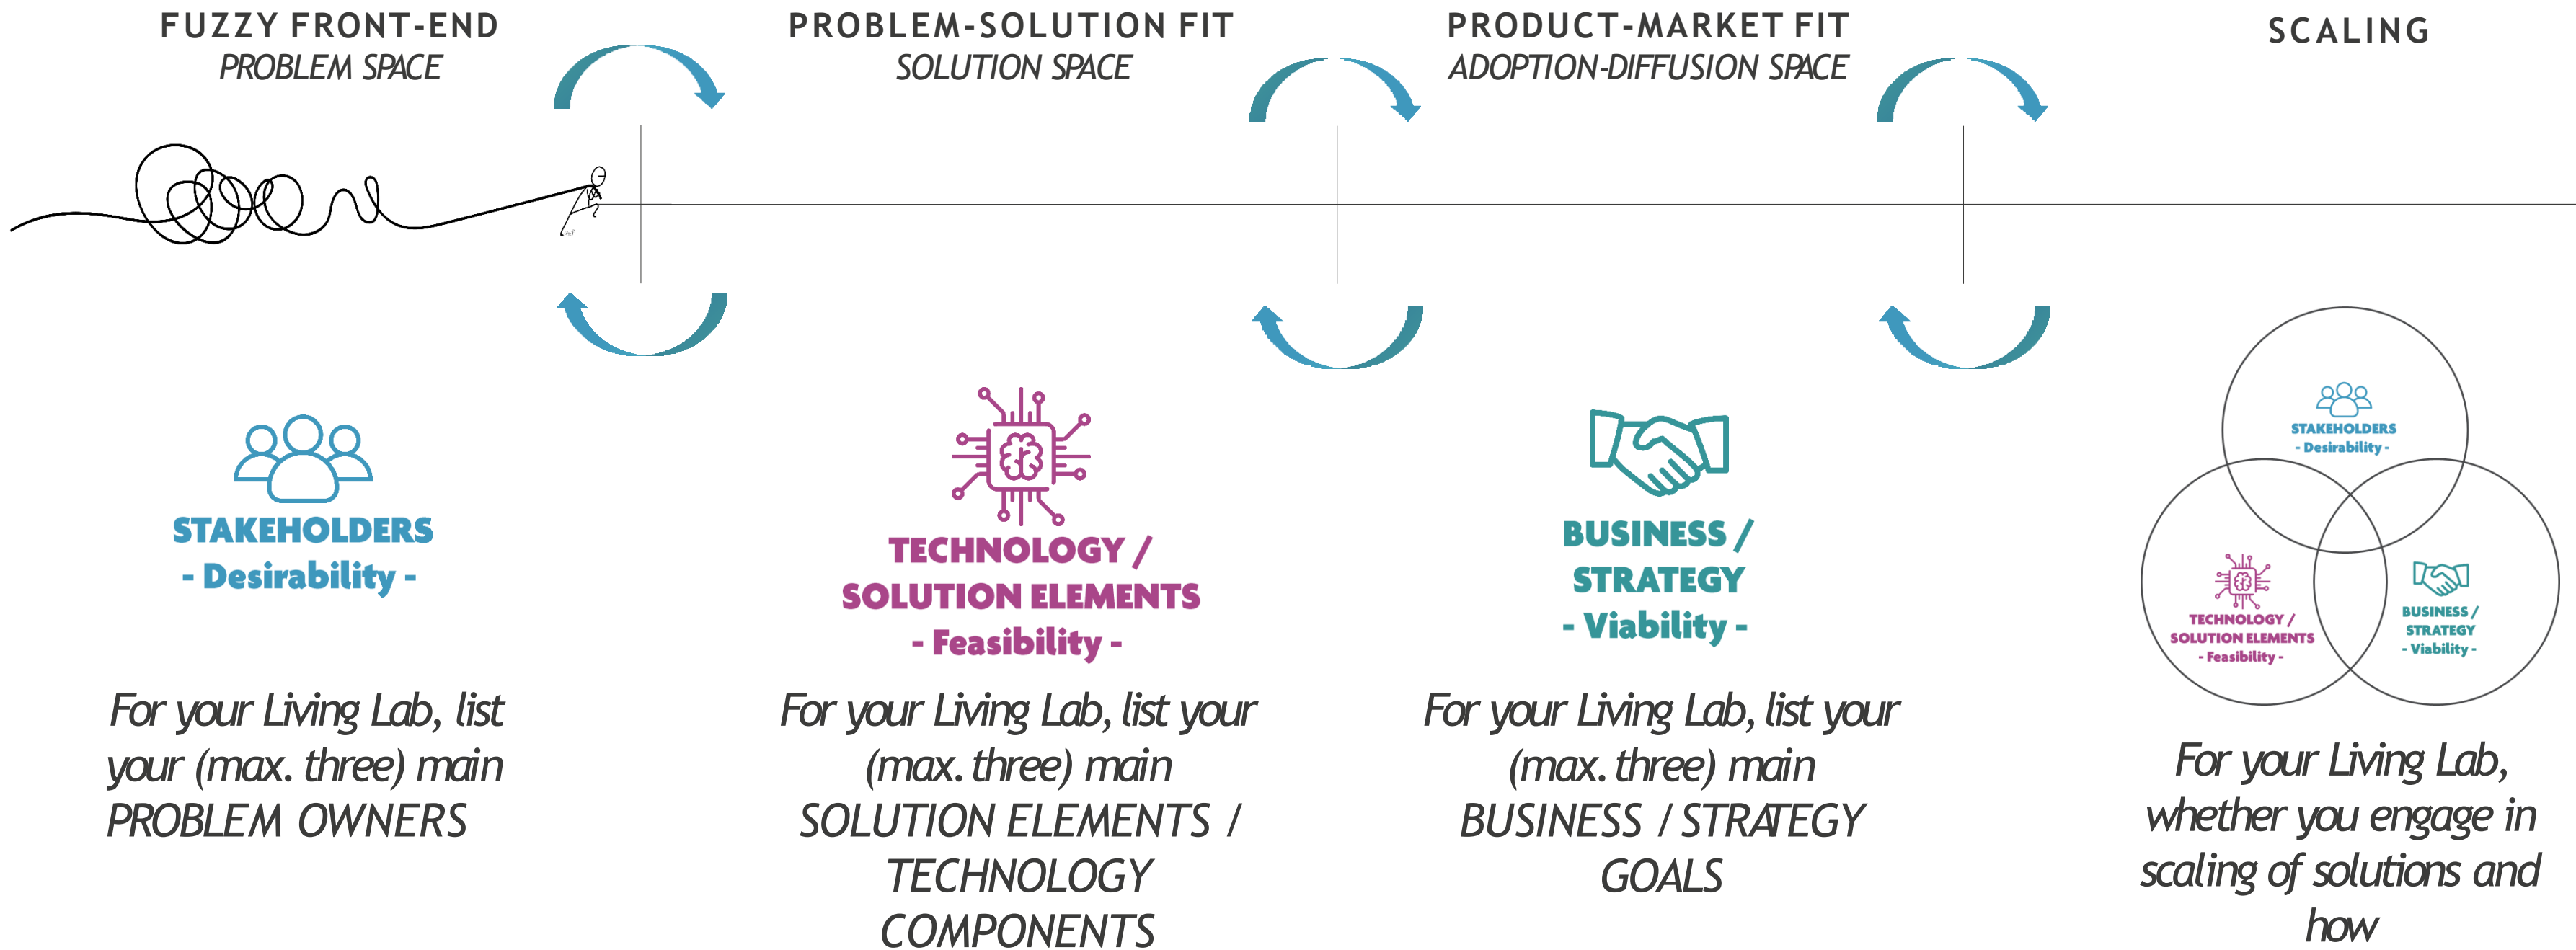 FUZZY FRONT-END
PROBLEM SPACE
PROBLEM-SOLUTION FIT
SOLUTION SPACE
PRODUCT-MARKET FIT
ADOPTION-DIFFUSION SPACE
SCALING
STAKEHOLDERS
- Desirability -
For your Living Lab, list
your (max. three) main
PROBLEM OWNERS
TECHNOLOGY /
SOLUTION ELEMENTS
- Feasibility -
For your Living Lab, list your
(max. three) main
SOLUTION ELEMENTS /
TECHNOLOGY
COMPONENTS
BUSINESS /
STRATEGY
- Viability -
For your Living Lab, list your
(max. three) main
BUSINESS / STRATEGY
GOALS
STAKEHOLDERS
- Desirability -
TECHNOLOGY /
SOLUTION ELEMENTS
- Feasibility -
BUSINESS /
STRATEGY
- Viability -
For your Living Lab,
whether you engage in
scaling of solutions and
how